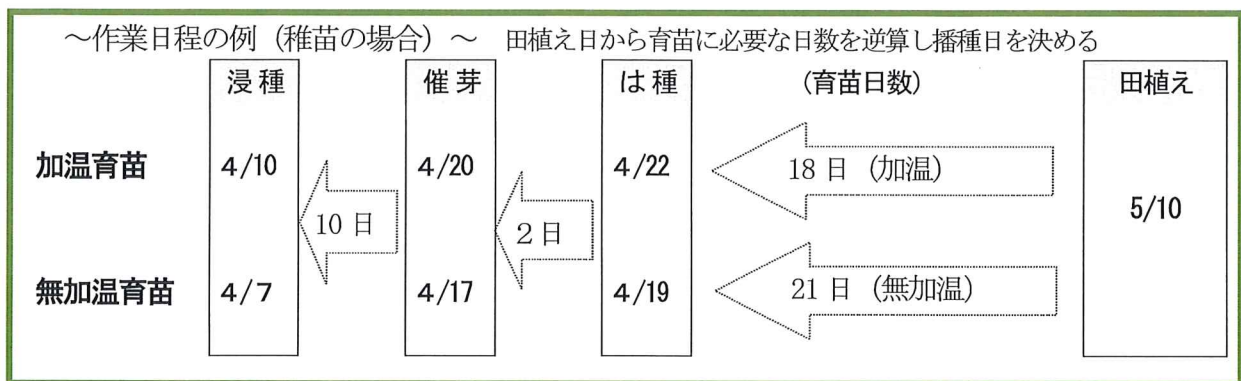 ～作業日程の例（稚苗の場合）～　田植え日から育苗に必要な日数を逆算し播種日を決める
浸種　催芽　は種　（育苗日数）　田植え
加温育苗　4/10　4/20　4/22　18日（加温）
10日　2日　5/10
無加温育苗　4/7　4/17　4/19　21日（無加温）